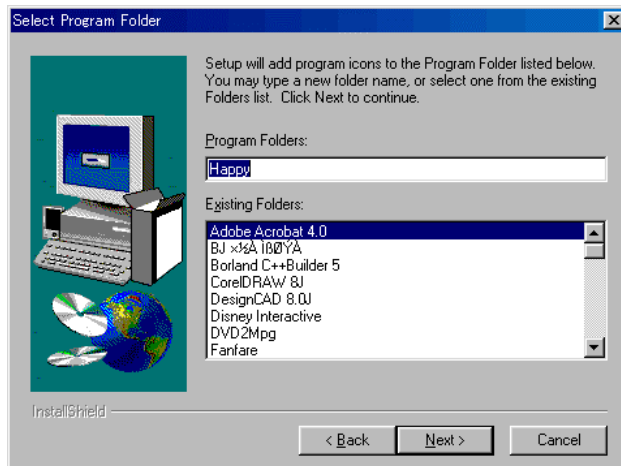 Select Program Folder
Setup will add program icons to the Program Folder listed below.
You may type a new folder name, or select one from the existing
Folders list. Click Next to continue.
Program Folders:
Happy
Existing Folders:
Adobe Acrobat 4.0
BJ ×½À ÌßØÝÀ
Borland C++Builder 5
CorelDRAW 8J
DesignCAD 8.0J
Disney Interactive
DVD2Mpg
Fanfare
InstallShield
< Back
Next >
Cancel